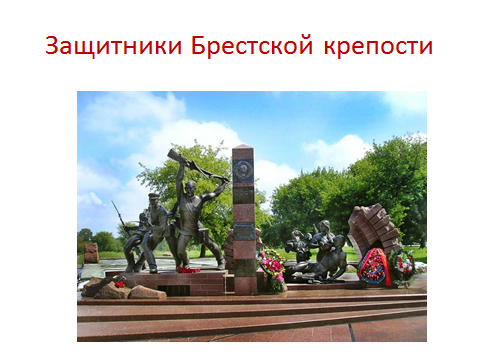 Защитники Брестской крепости